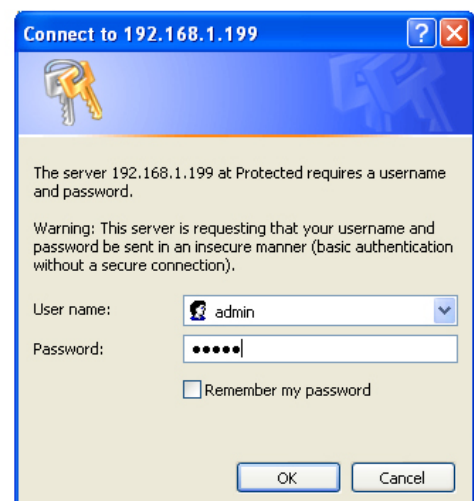 Connect to 192.168.1.199
The server 192.168.1.199 at Protected requires a username
and password.
Warning: This server is requesting that your username and
password be sent in an insecure manner (basic authentication
without a secure connection).
User name:
admin
Password:
•••••
Remember my password
OK
Cancel